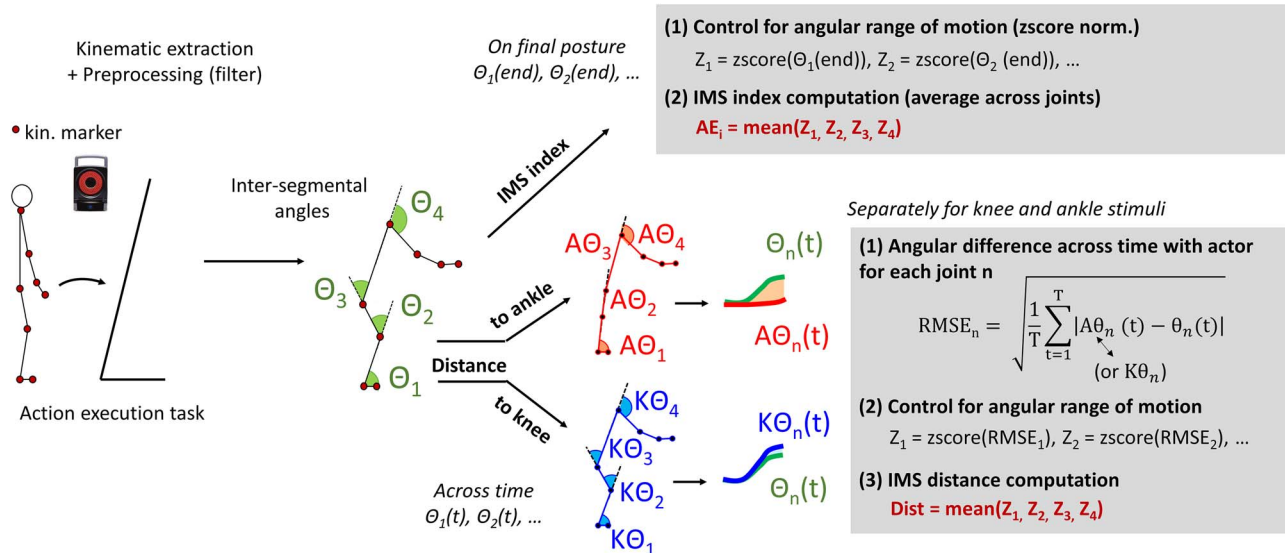 Kinematic extraction
+ Preprocessing (filter)
kin. marker
Action execution task
Inter-segmental
angles
Θ4
Θ3
Θ2
Θ1
On final posture
Θ1(end), Θ2(end), ...
IMS index
(1) Control for angular range of motion (zscore norm.)
Z1 = zscore(Θ1(end)), Z2 = zscore(Θ2 (end)), ...
(2) IMS index computation (average across joints)
AEi = mean(Z1, Z2, Z3, Z4)
to ankle
Distance
to knee
Across time
Θ1(t), Θ2(t), ...
AΘ3
AΘ4
AΘ2
AΘ1
Θn(t)
AΘn(t)
KΘ4
KΘ3
KΘ2
KΘ1
KΘn(t)
Θn(t)
Separately for knee and ankle stimuli
(1) Angular difference across time with actor
for each joint n
RMSEn = √(1/T ∑ t=1 T |Aθn (t) − θn(t)|
(or Kθn)
(2) Control for angular range of motion
Z1 = zscore(RMSE1), Z2 = zscore(RMSE2), ...
(3) IMS distance computation
Dist = mean(Z1, Z2, Z3, Z4)